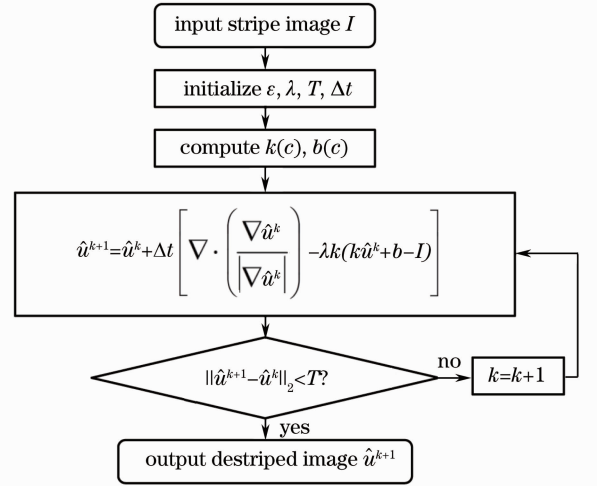 input stripe image I
initialize ε, λ, T, Δt
compute k(c), b(c)
û^{k+1}=û^k+Δt[∇·(∇û^k/|∇û^k|)−λk(kû^k+b−I)]
||û^{k+1}−û^k||_2<T?
no
k=k+1
yes
output destriped image û^{k+1}